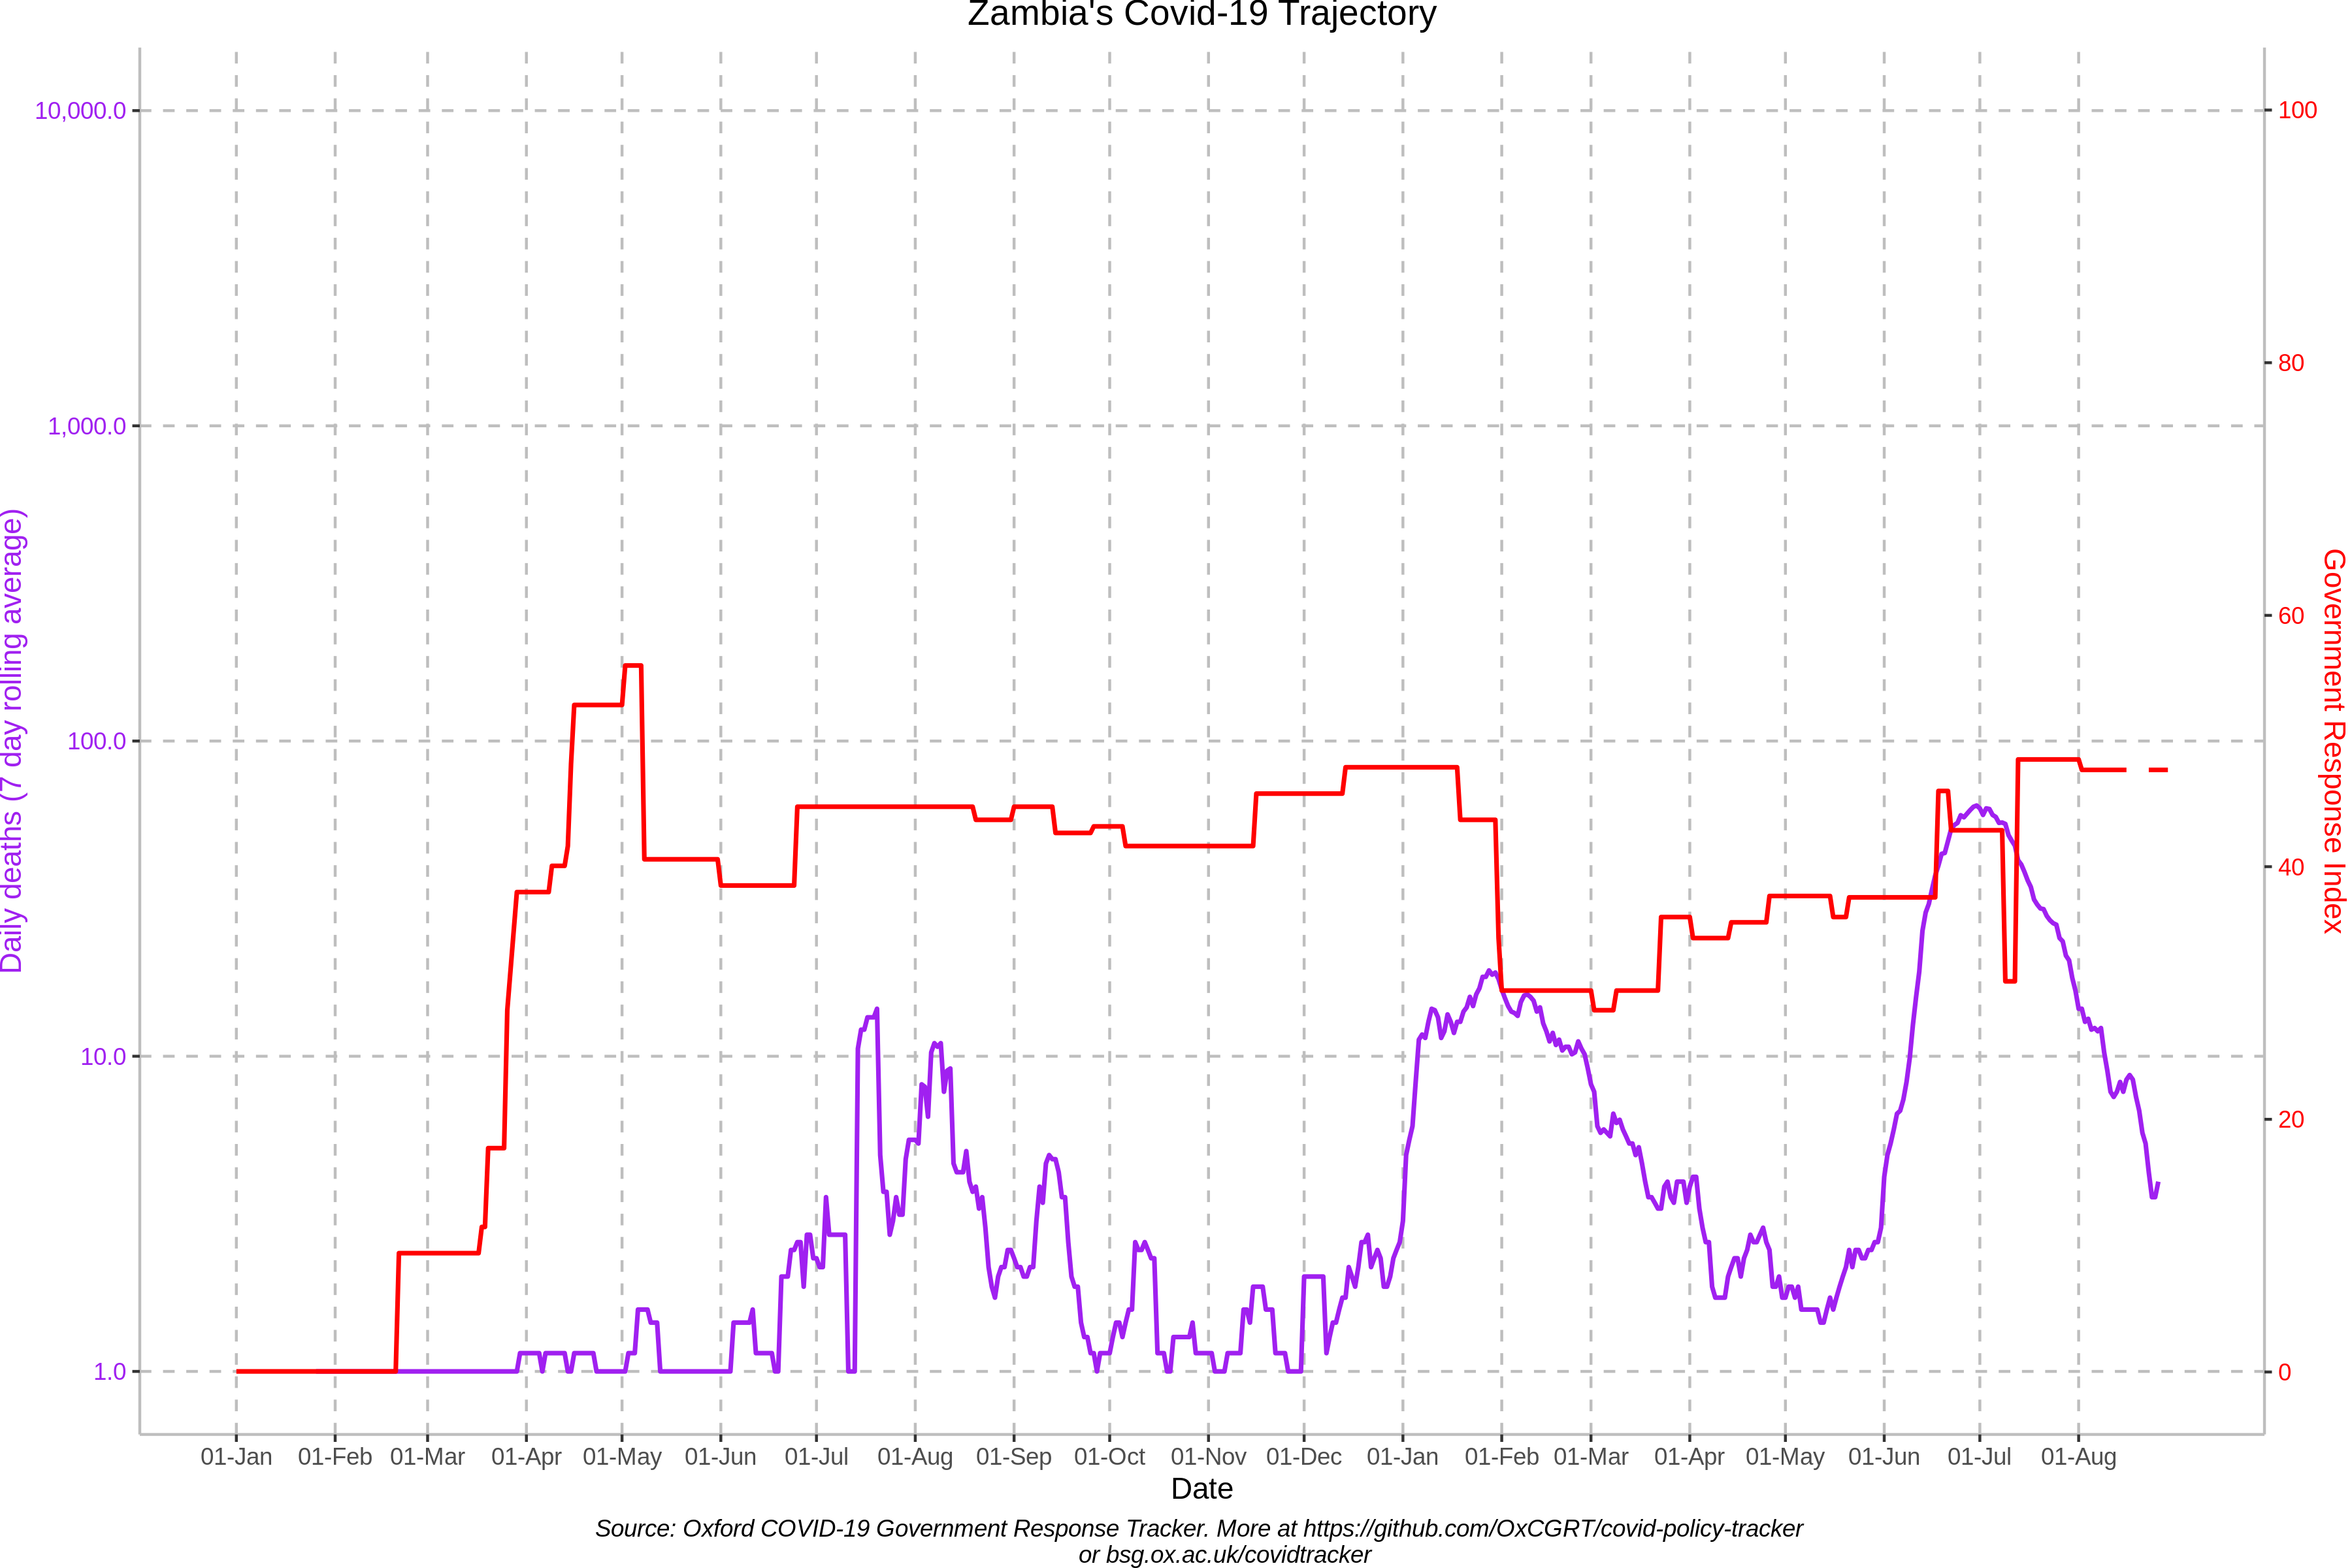 Zambia's Covid-19 Trajectory
10,000.0
1,000.0
100.0
10.0
1.0
Daily deaths (7 day rolling average)
100
80
60
40
20
0
Government Response Index
01-Jan 01-Feb 01-Mar 01-Apr 01-May 01-Jun 01-Jul 01-Aug 01-Sep 01-Oct 01-Nov 01-Dec 01-Jan 01-Feb 01-Mar 01-Apr 01-May 01-Jun 01-Jul 01-Aug
Date
Source: Oxford COVID-19 Government Response Tracker. More at https://github.com/OxCGRT/covid-policy-tracker
or bsg.ox.ac.uk/covidtracker